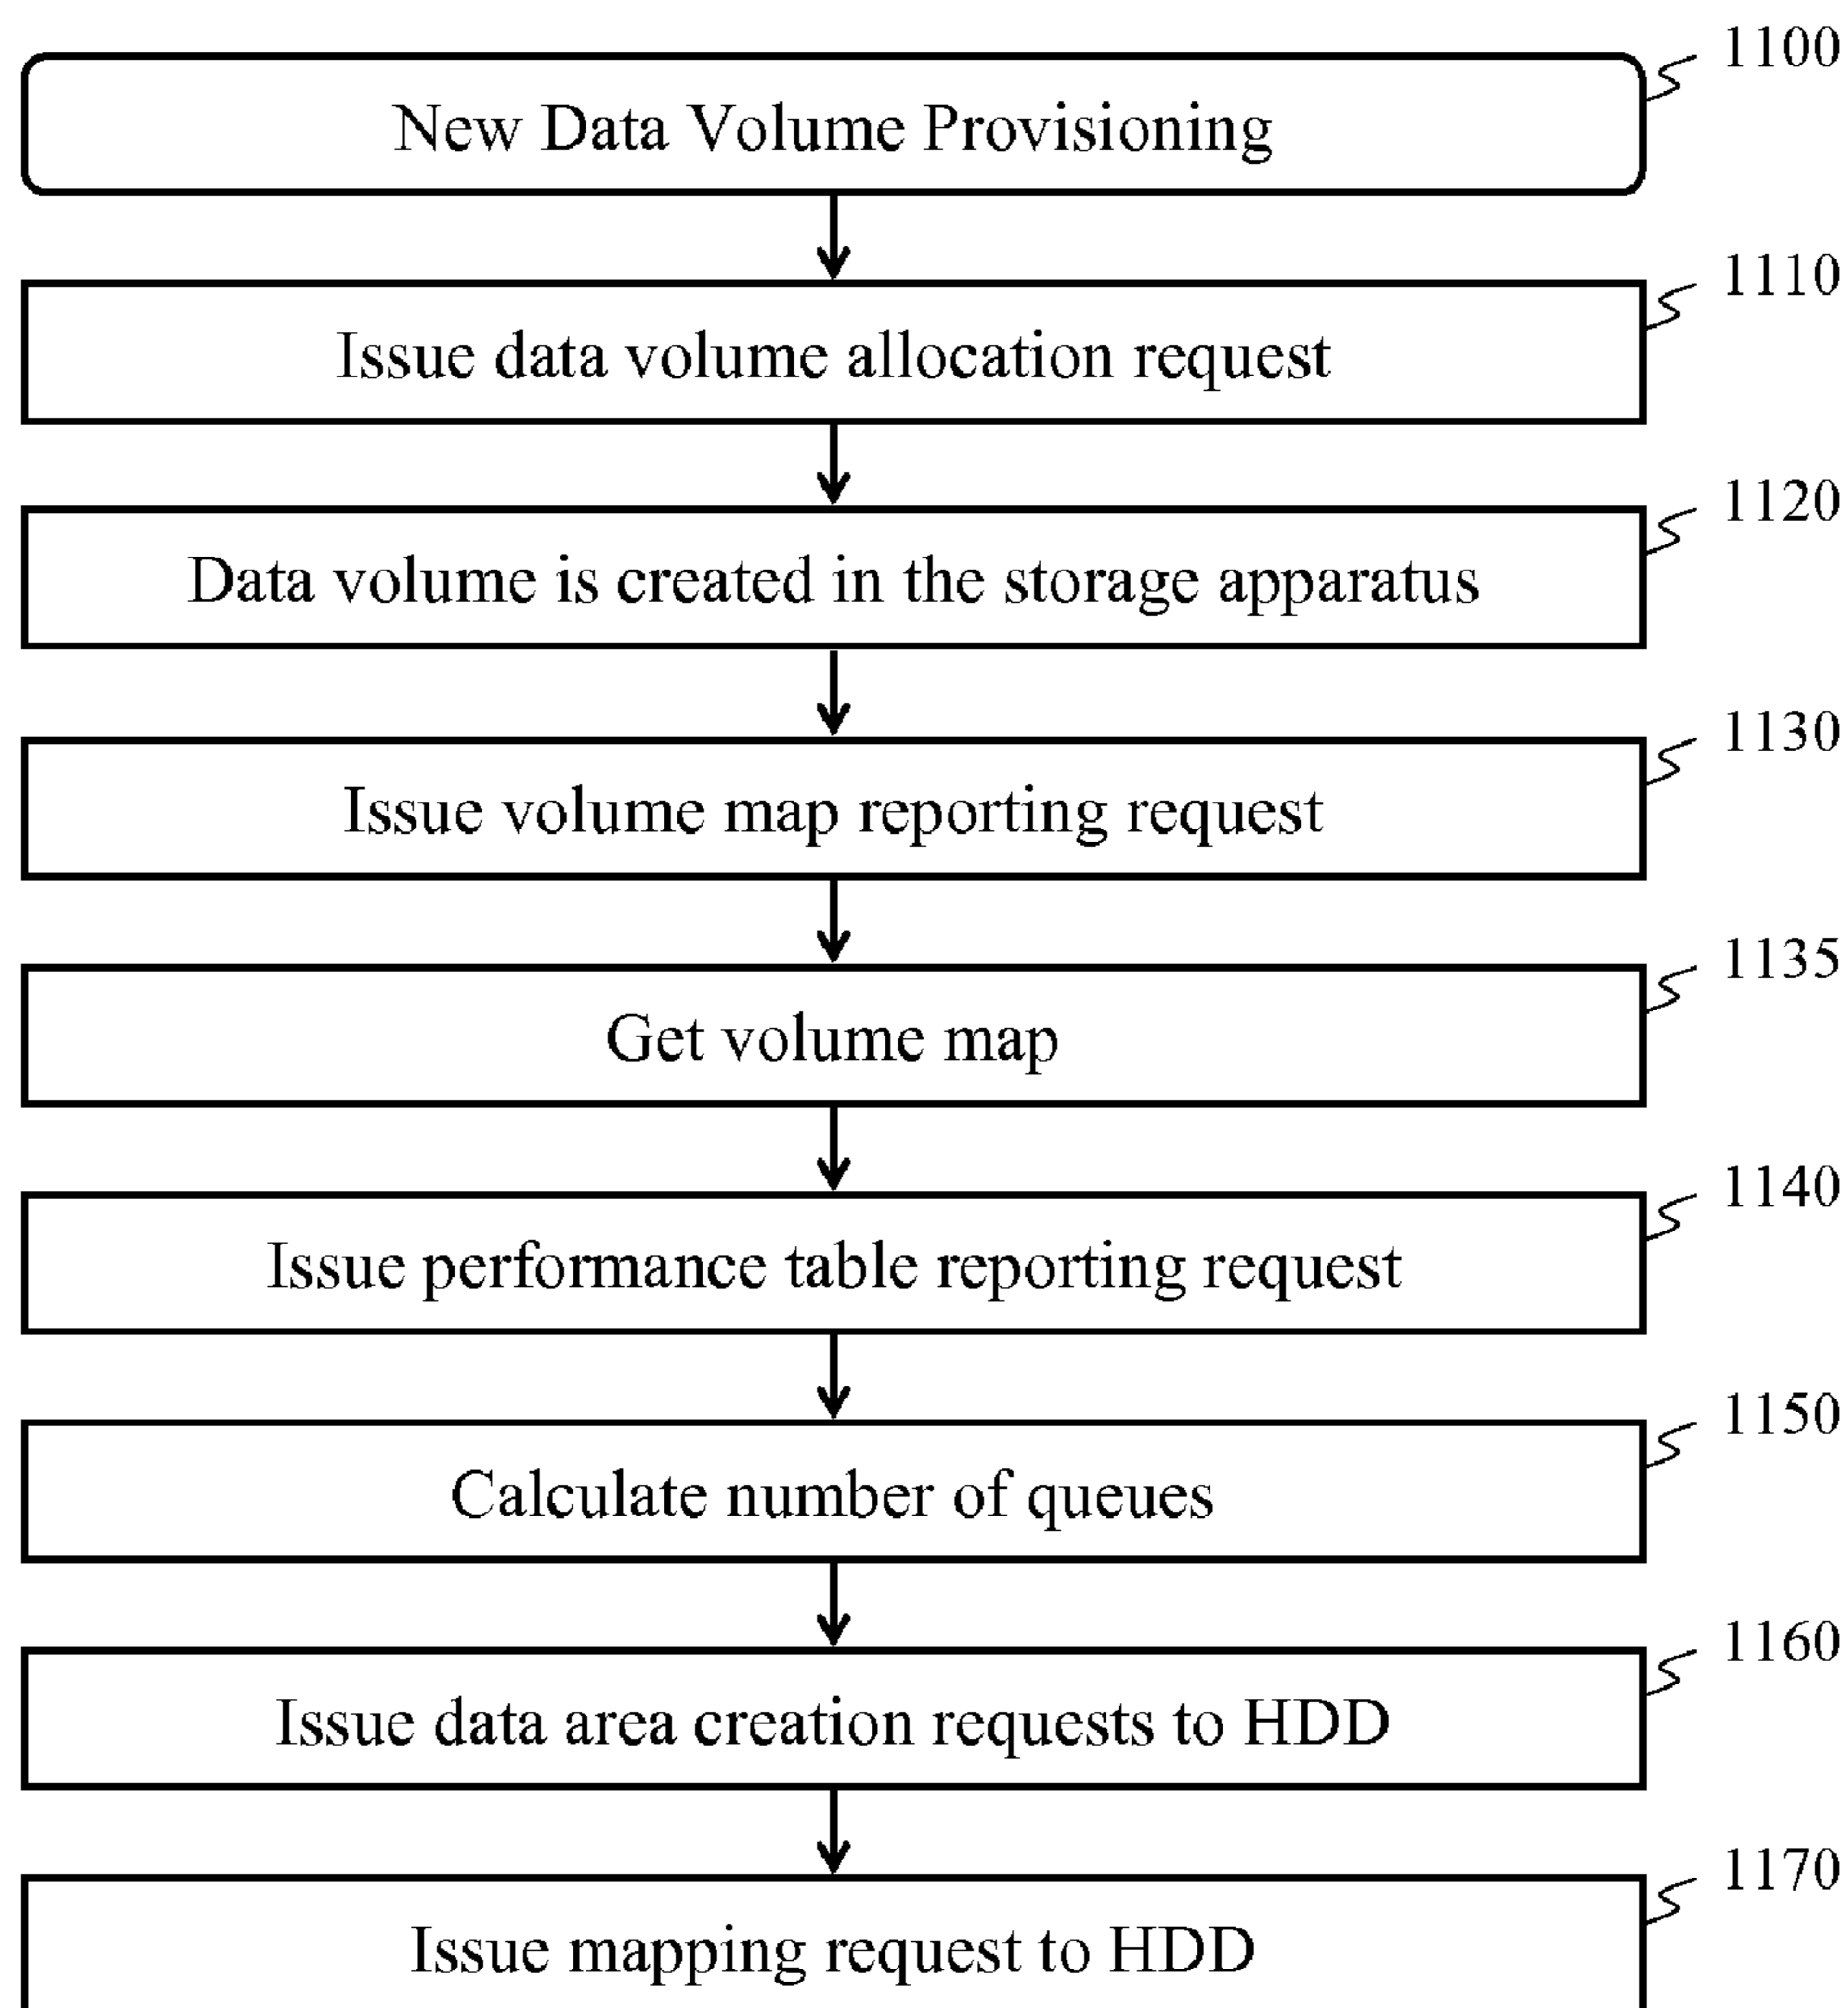 1100
New Data Volume Provisioning
1110
Issue data volume allocation request
1120
Data volume is created in the storage apparatus
1130
Issue volume map reporting request
1135
Get volume map
1140
Issue performance table reporting request
1150
Calculate number of queues
1160
Issue data area creation requests to HDD
1170
Issue mapping request to HDD